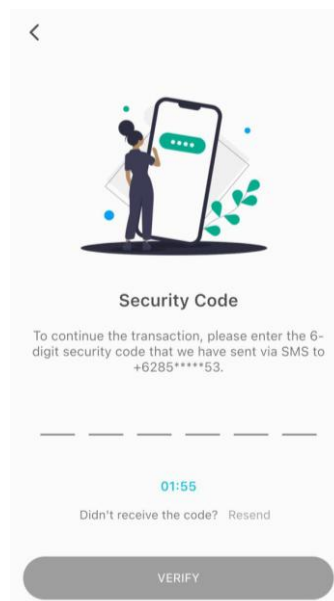 Security Code
To continue the transaction, please enter the 6-
digit security code that we have sent via SMS to
+6285*****53.
01:55
Didn't receive the code? Resend
VERIFY